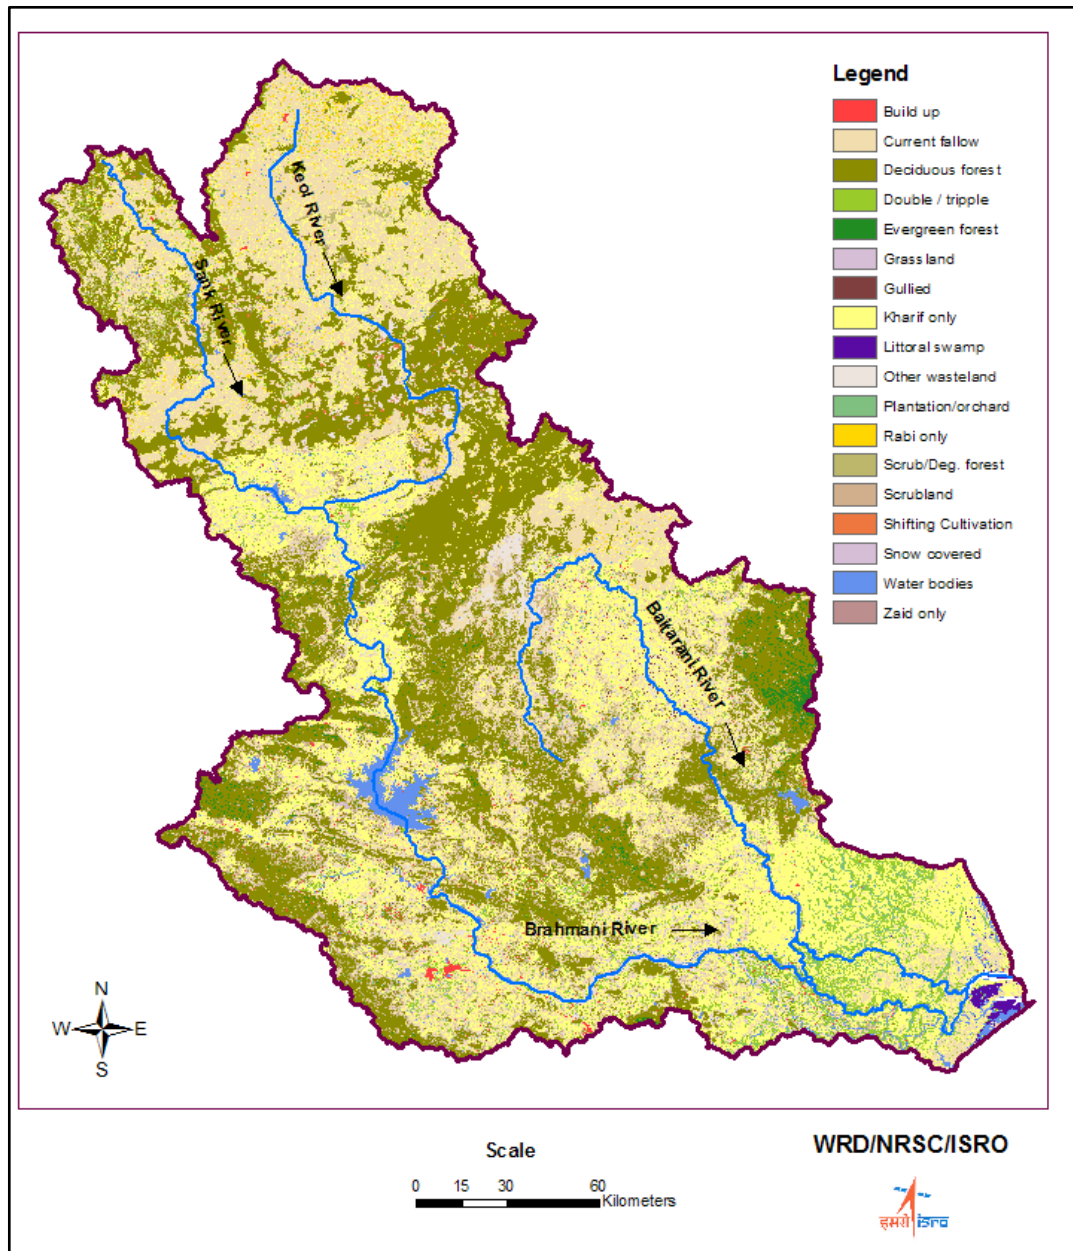 Legend
Build up
Current fallow
Deciduous forest
Double / tripple
Evergreen forest
Grass land
Gullied
Kharif only
Littoral swamp
Other wasteland
Plantation/orchard
Rabi only
Scrub/Deg. forest
Scrubland
Shifting Cultivation
Snow covered
Water bodies
Zaid only
Keol River
Sank River
Baitarani River
Brahmani River
N
W E
S
Scale
0 15 30 60
Kilometers
WRD/NRSC/ISRO
इसरो isro